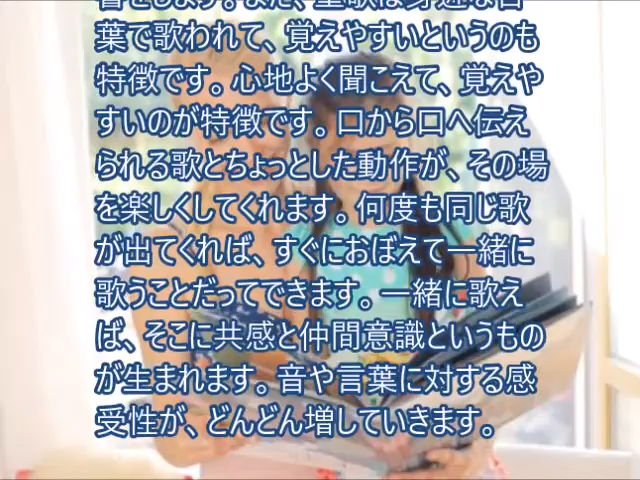 葉で歌われて、覚えやすいというのも
特徴です。心地よく聞こえて、覚えや
すいのが特徴です。口から口へ伝え
られる歌とちょっとした動作が、その場
を楽しくしてくれます。何度も同じ歌
が出てくれば、すぐにおぼえて一緒に
歌うことだってできます。一緒に歌え
ば、そこに共感と仲間意識というもの
が生まれます。音や言葉に対する感
受性が、どんどん増していきます。